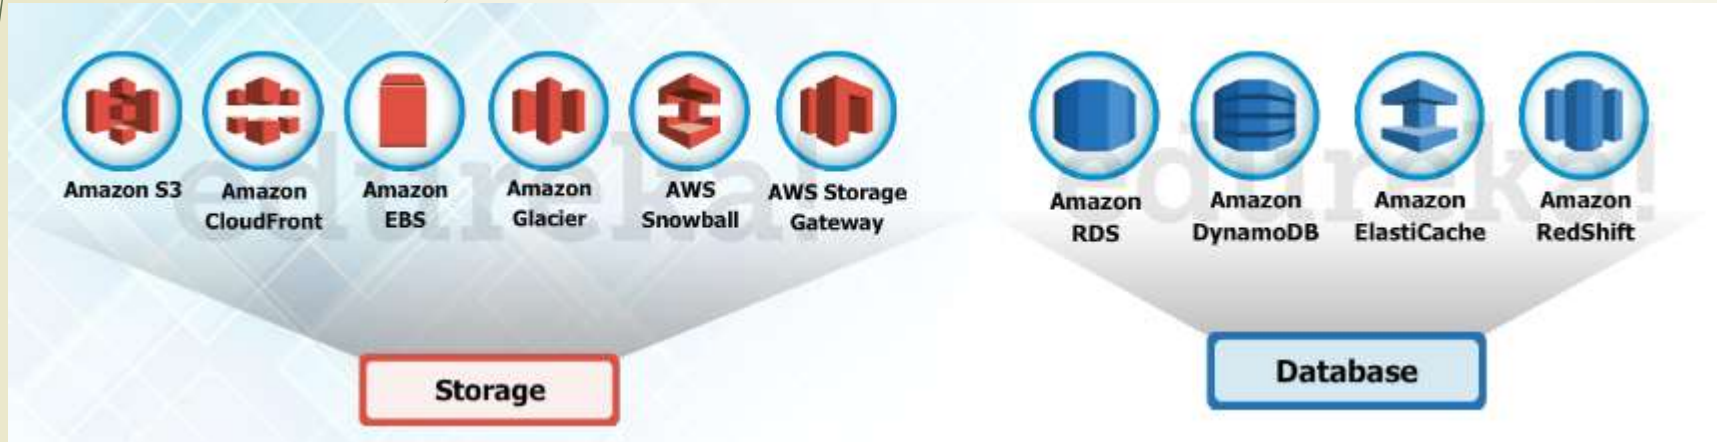 Amazon S3
Amazon
CloudFront
Amazon
EBS
Amazon
Glacier
AWS
Snowball
AWS Storage
Gateway
Storage
Amazon
RDS
Amazon
DynamoDB
Amazon
ElastiCache
Amazon
RedShift
Database
edureka!
edureka!